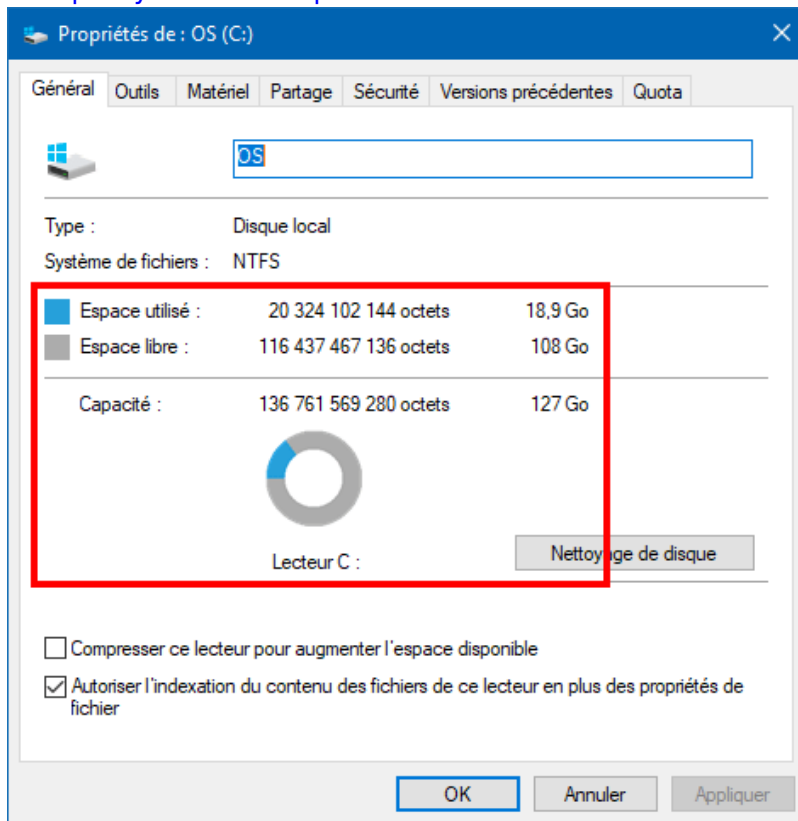 Propriétés de : OS (C:)
Général Outils Matériel Partage Sécurité Versions précédentes Quota
OS
Type : Disque local
Système de fichiers : NTFS
Espace utilisé : 20 324 102 144 octets 18,9 Go
Espace libre : 116 437 467 136 octets 108 Go
Capacité : 136 761 569 280 octets 127 Go
Lecteur C :
Nettoyage de disque
Compresser ce lecteur pour augmenter l'espace disponible
Autoriser l'indexation du contenu des fichiers de ce lecteur en plus des propriétés de
fichier
OK Annuler Appliquer